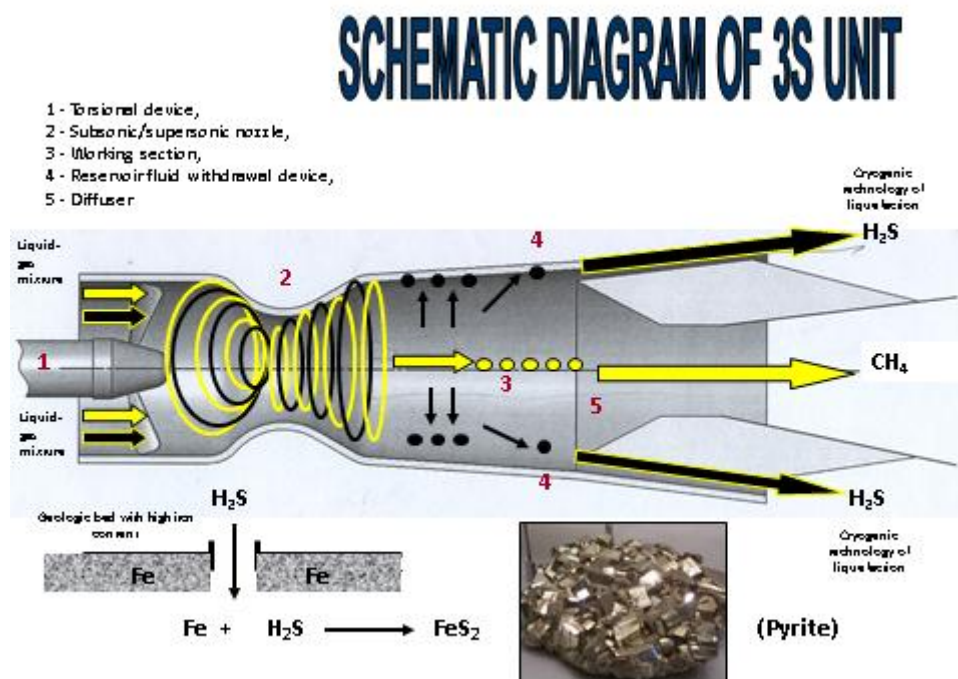 SCHEMATIC DIAGRAM OF 3S UNIT
1 - Torsional device,
2 - Subsonic/supersonic nozzle,
3 - Working section,
4 - Reservoir fluid withdrawal device,
5 - Diffuser
Cryogenic
technology of
liquefaction
H₂S
Liquid-
gas
mixture
2
4
1
3
5
CH₄
Liquid-
gas
mixture
4
H₂S
H₂S
Geologic bed with high iron
content
Fe
Fe
Cryogenic
technology of
liquefaction
Fe + H₂S FeS₂
(Pyrite)